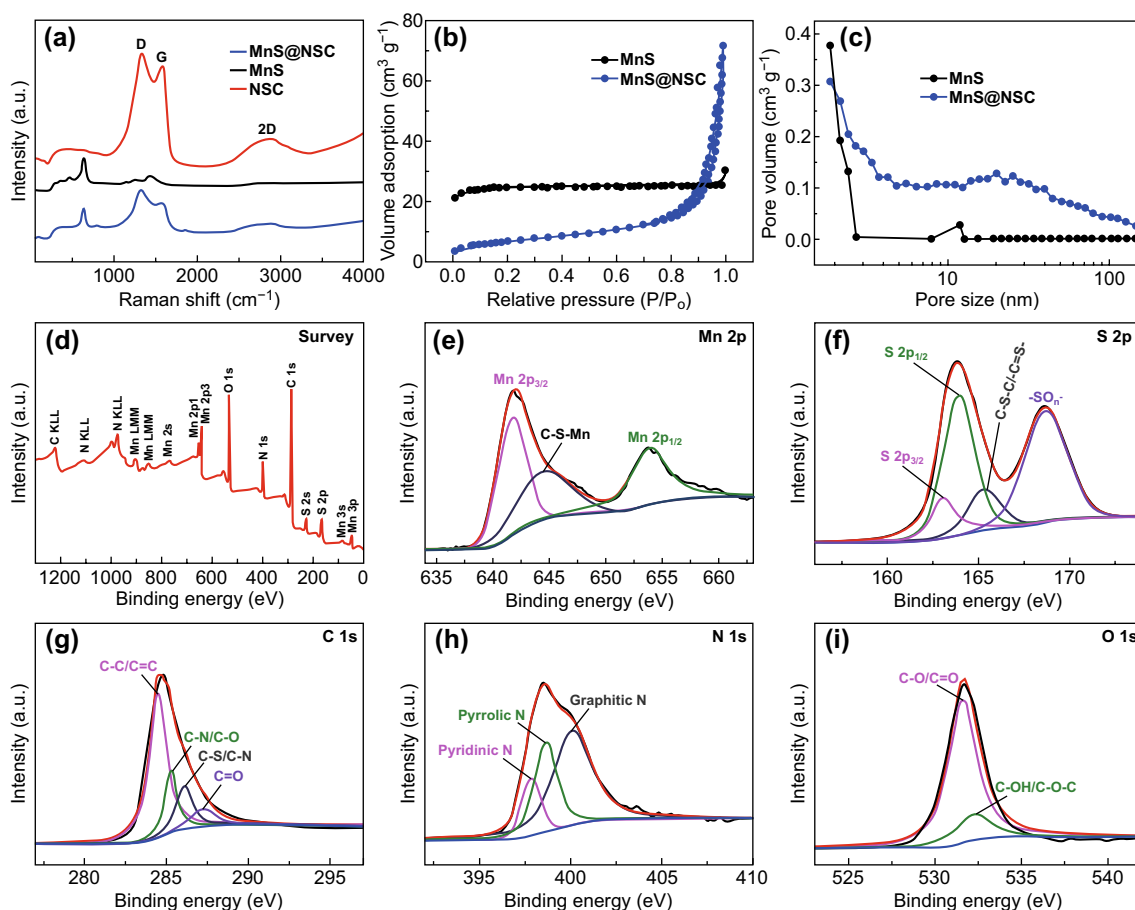 (a)
D
G
2D
MnS@NSC
MnS
NSC
Intensity (a.u.)
0
1000
2000
3000
4000
Raman shift (cm⁻¹)
(b)
MnS
MnS@NSC
Volume adsorption (cm³ g⁻¹)
80
60
40
20
0
0.0
0.2
0.4
0.6
0.8
1.0
Relative pressure (P/Pₒ)
(c)
MnS
MnS@NSC
Pore volume (cm³ g⁻¹)
0.4
0.3
0.2
0.1
0.0
10
100
Pore size (nm)
(d)
Survey
C KLL
N KLL
N KLL
Mn LMM
Mn LMM
Mn 2s
Mn 2p1
Mn 2p3
O 1s
N 1s
C 1s
S 2s
S 2p
Mn 3s
Mn 3p
Intensity (a.u.)
1200
1000
800
600
400
200
0
Binding energy (eV)
(e)
Mn 2p
Mn 2p₃/₂
C-S-Mn
Mn 2p₁/₂
Intensity (a.u.)
635
640
645
650
655
660
Binding energy (eV)
(f)
S 2p
S 2p₁/₂
S 2p₃/₂
C-S-C/-C=S-
-SOₙ⁻
Intensity (a.u.)
160
165
170
Binding energy (eV)
(g)
C 1s
C-C/C=C
C-N/C-O
C-S/C-N
C=O
Intensity (a.u.)
280
285
290
295
Binding energy (eV)
(h)
N 1s
Graphitic N
Pyrrolic N
Pyridinic N
Intensity (a.u.)
395
400
405
410
Binding energy (eV)
(i)
O 1s
C-O/C=O
C-OH/C-O-C
Intensity (a.u.)
525
530
535
540
Binding energy (eV)